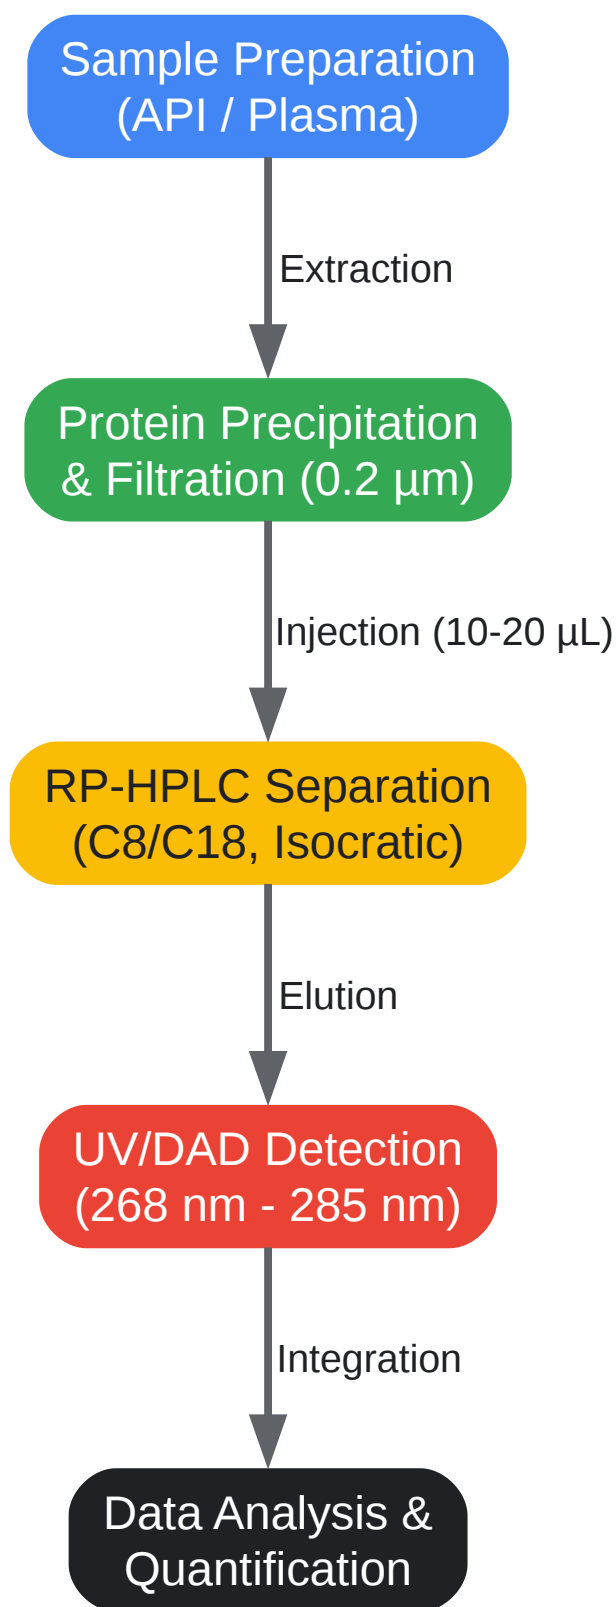 Sample Preparation
(API / Plasma)
Extraction
Protein Precipitation
& Filtration (0.2 µm)
Injection (10-20 µL)
RP-HPLC Separation
(C8/C18, Isocratic)
Elution
UV/DAD Detection
(268 nm - 285 nm)
Integration
Data Analysis &
Quantification